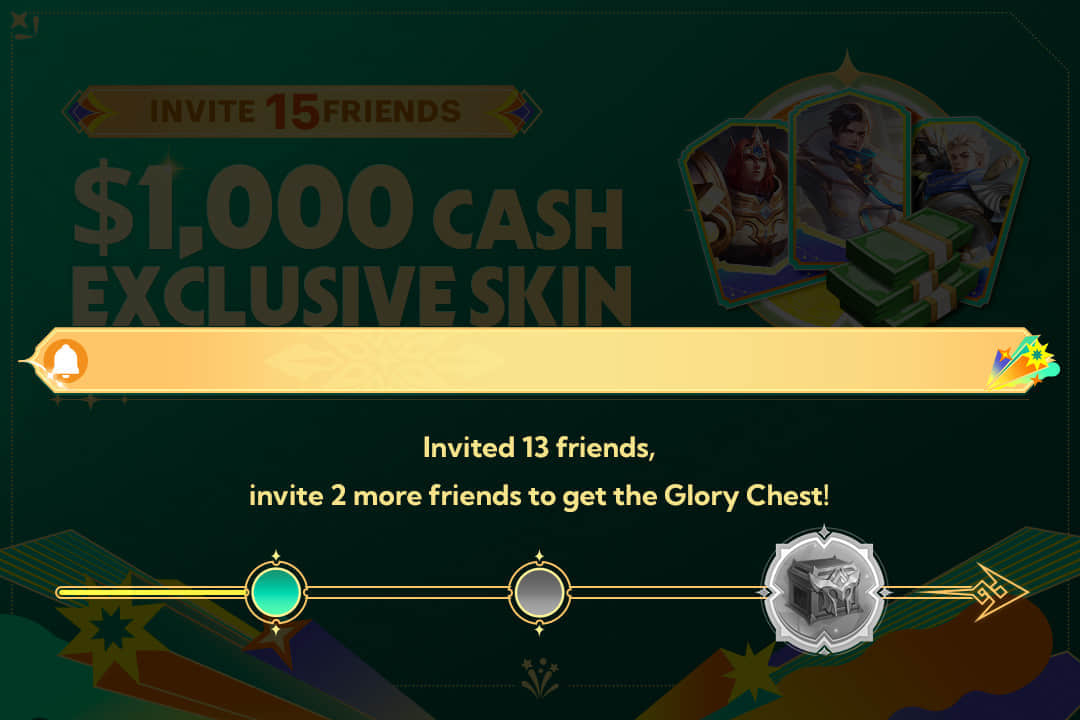 INVITE 15 FRIENDS
$1,000 CASH
EXCLUSIVE SKIN
Invited 13 friends,
invite 2 more friends to get the Glory Chest!